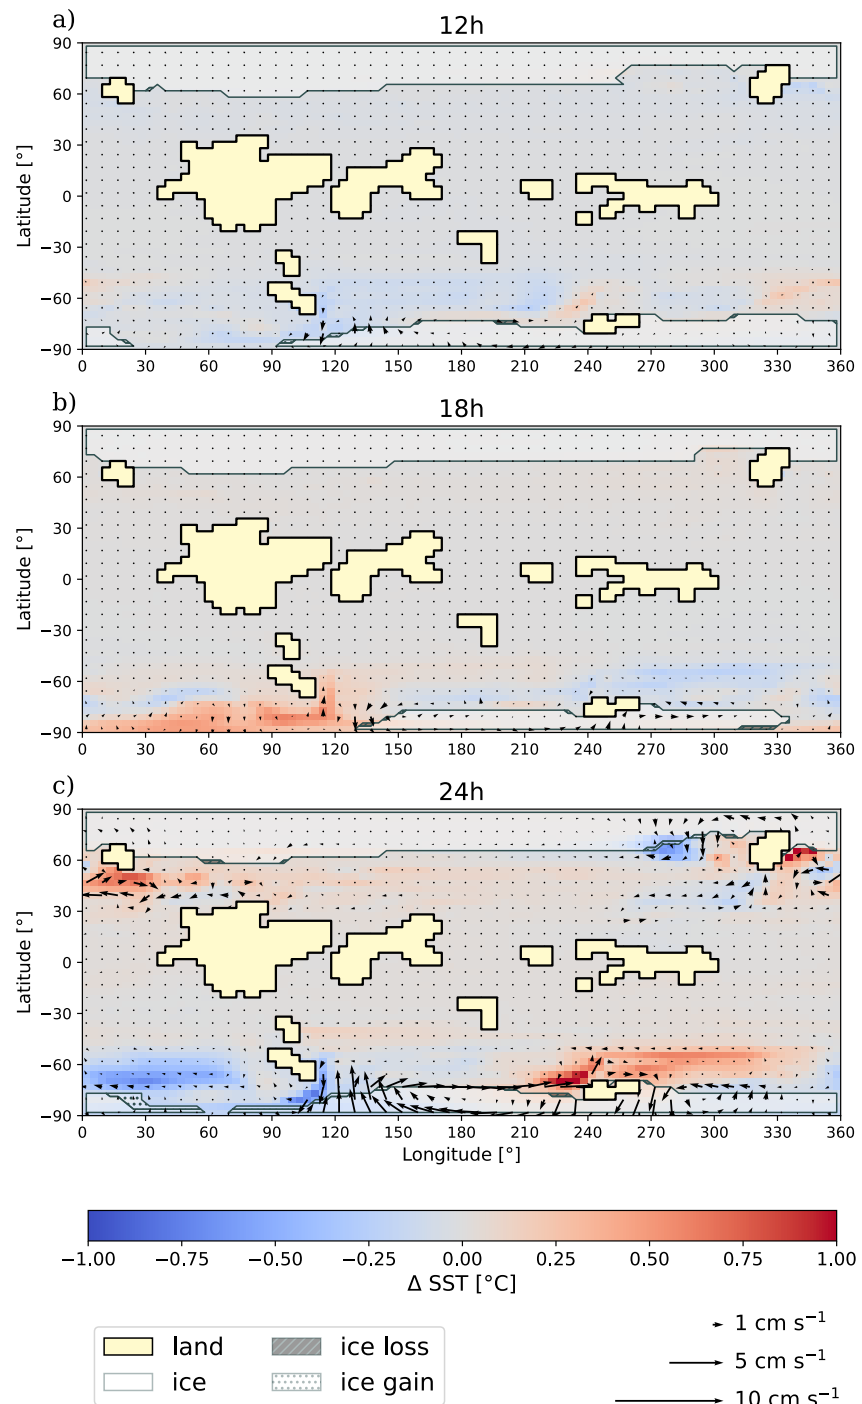 a)
12h
90
60
30
0
−30
−60
−90
Latitude [°]
0 30 60 90 120 150 180 210 240 270 300 330 360
b)
18h
90
60
30
0
−30
−60
−90
Latitude [°]
0 30 60 90 120 150 180 210 240 270 300 330 360
c)
24h
90
60
30
0
−30
−60
−90
Latitude [°]
0 30 60 90 120 150 180 210 240 270 300 330 360
Longitude [°]
−1.00 −0.75 −0.50 −0.25 0.00 0.25 0.50 0.75 1.00
Δ SST [°C]
land ice loss
ice ice gain
1 cm s⁻¹
5 cm s⁻¹
10 cm s⁻¹